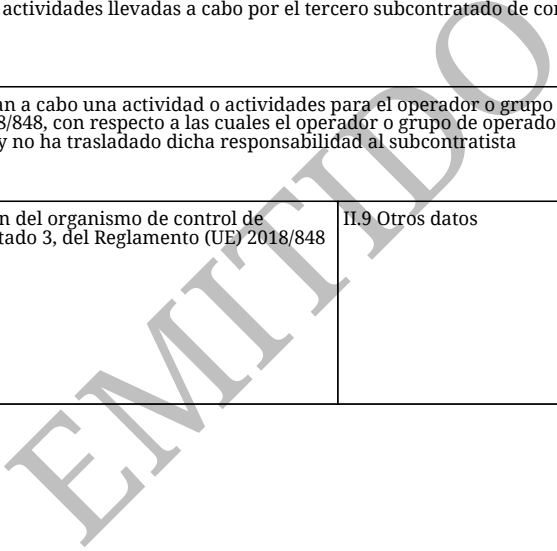 actividades llevadas a cabo por el tercero subcontratado de
an a cabo una actividad o actividades para el operador o grupo
8/848, con respecto a las cuales el operador o grupo de
y no ha trasladado dicha responsabilidad al subcontratista
n del organismo de control de
tado 3, del Reglamento (UE) 2018/848
II.9 Otros datos
EMITIDO